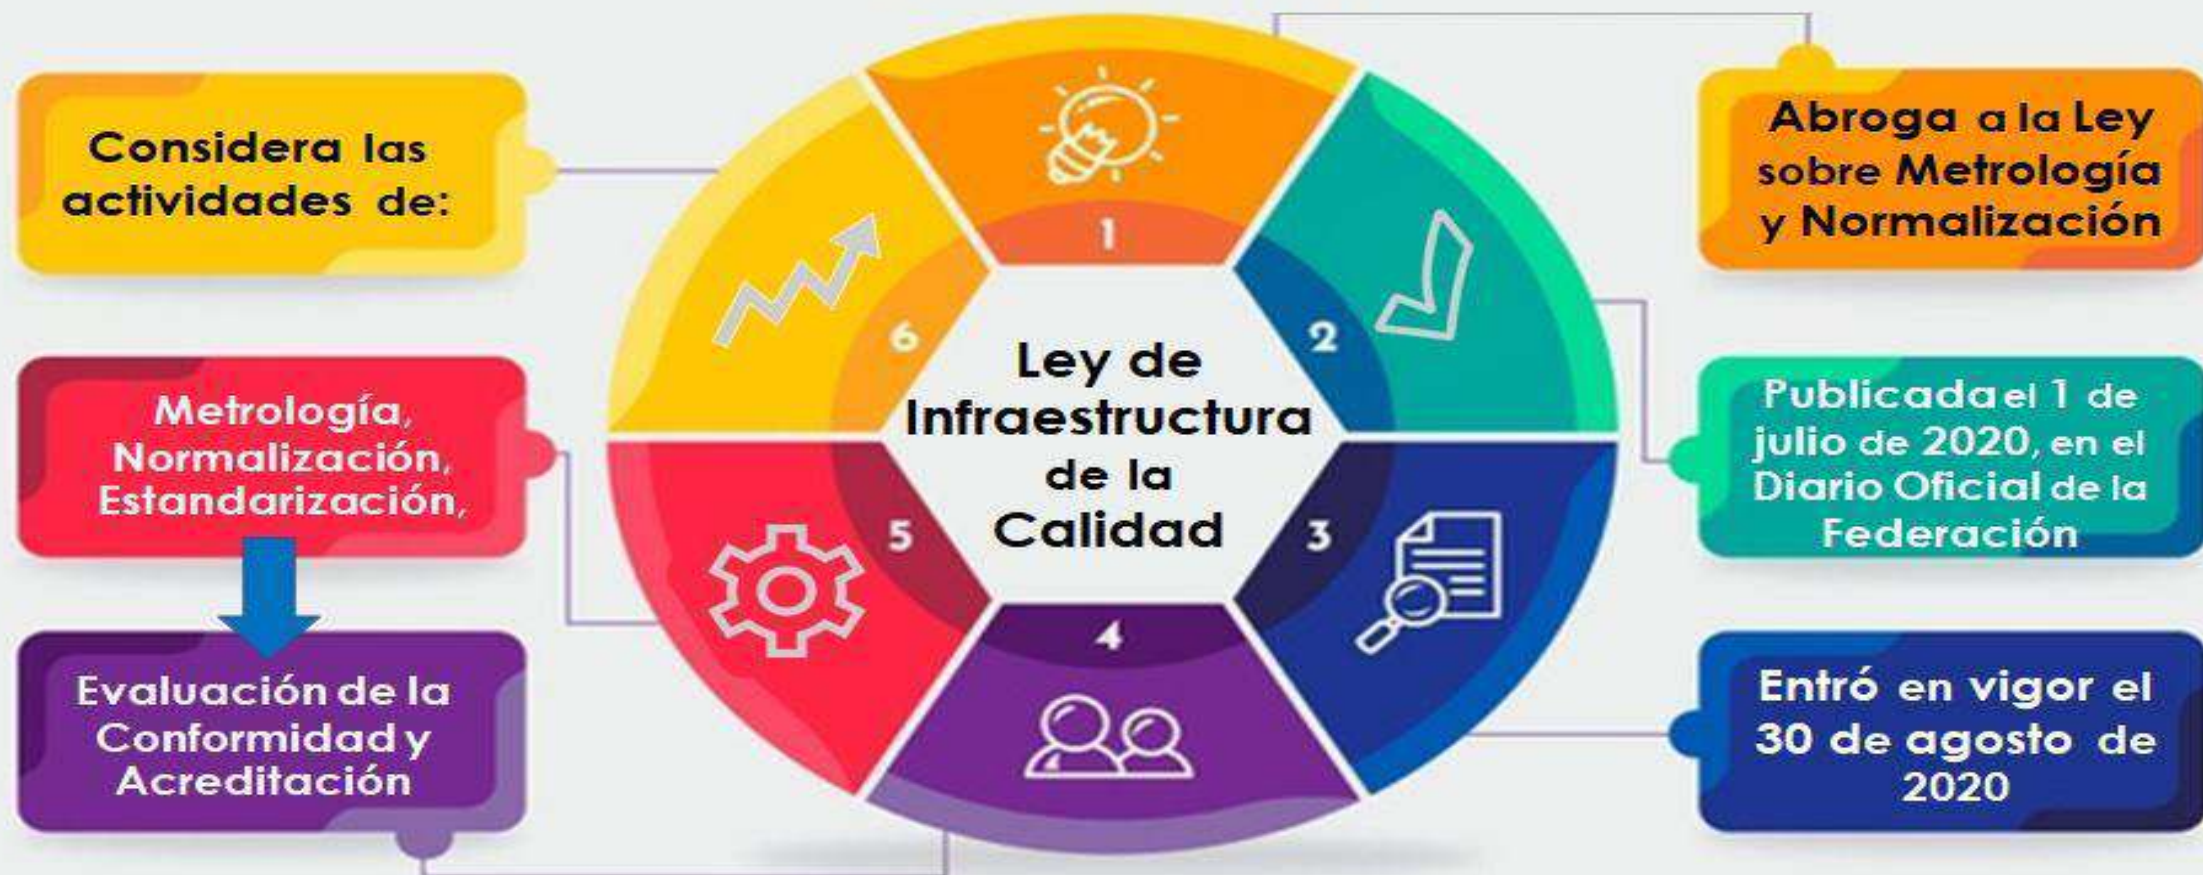 Considera las
actividades de:
Metrología,
Normalización,
Estandarización,
Evaluación de la
Conformidad y
Acreditación
1
2
3
4
5
6
Ley de
Infraestructura
de la
Calidad
Abroga a la Ley
sobre Metrología
y Normalización
Publicada el 1 de
julio de 2020, en el
Diario Oficial de la
Federación
Entró en vigor el
30 de agosto de
2020